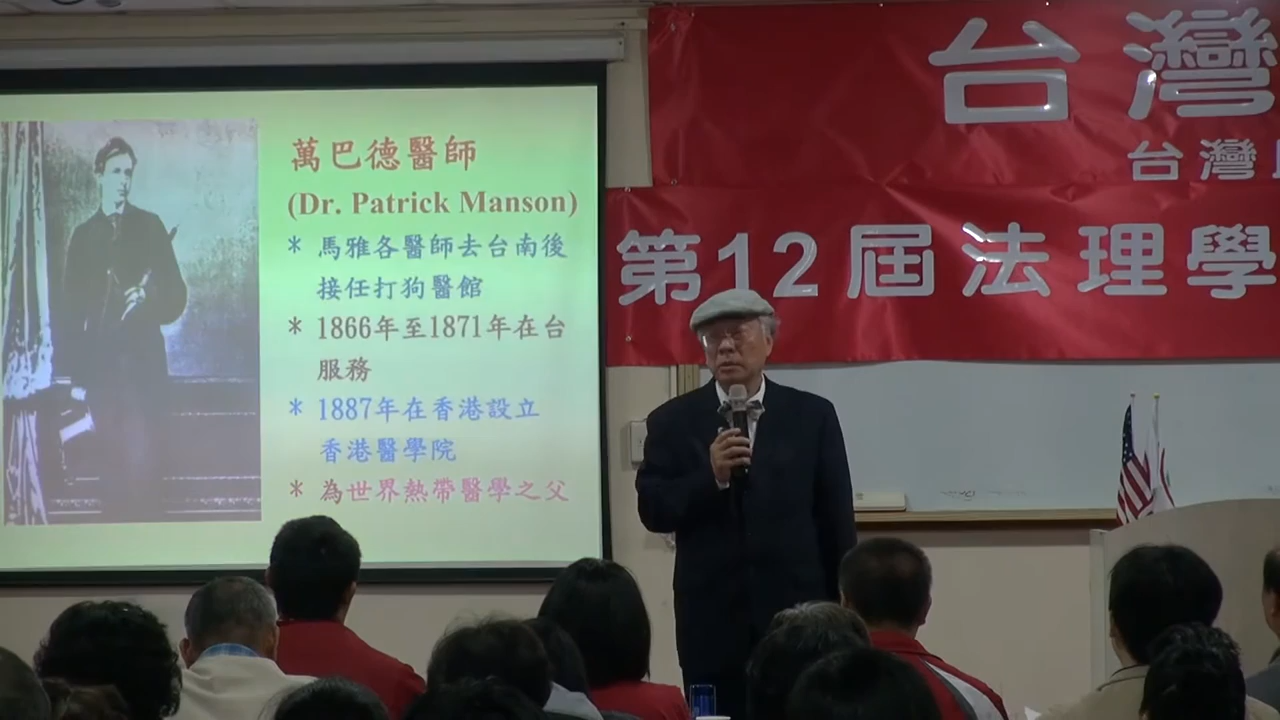 萬巴德醫師
(Dr. Patrick Manson)
* 馬雅各醫師去台南後
接任打狗醫館
* 1866年至1871年在台
服務
* 1887年在香港設立
香港醫學院
* 為世界熱帶醫學之父
台灣
台灣
第12屆法理學